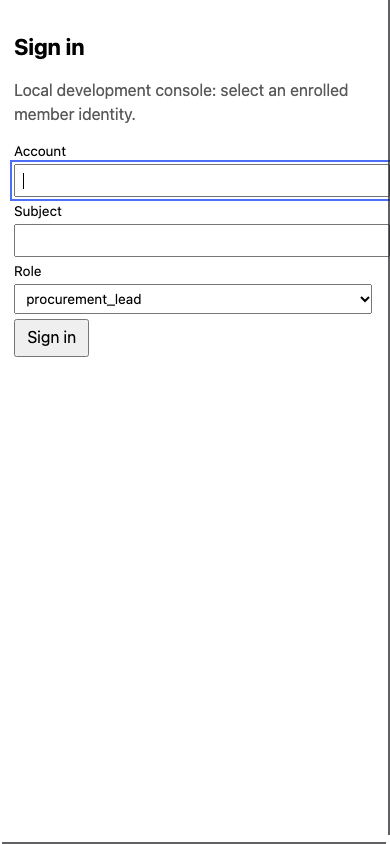 Sign in
Local development console: select an enrolled
member identity.
Account
Subject
Role
procurement_lead
Sign in